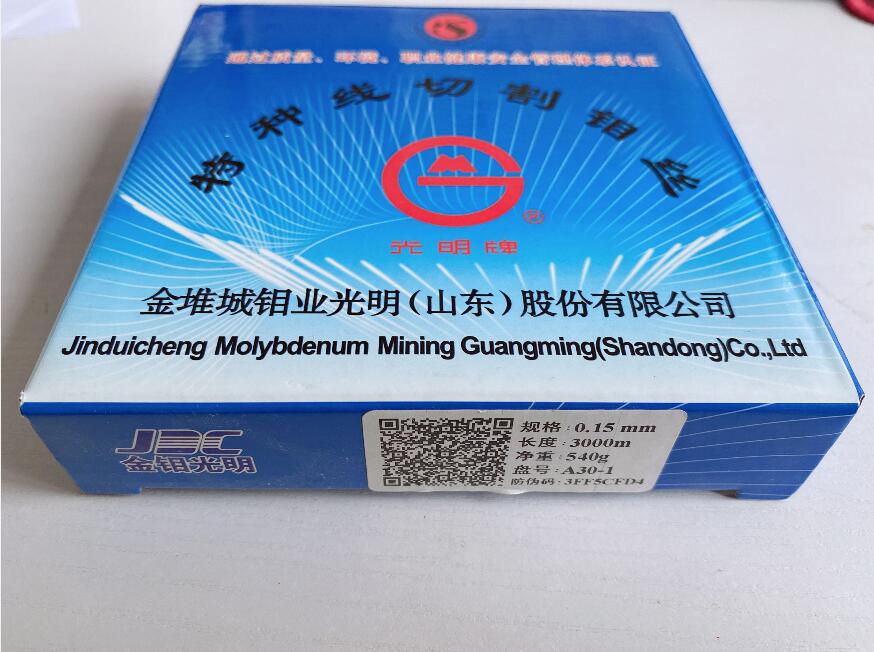 通过质量、环境、职业健康安全管理体系认证
特种线切割钼丝
®
光明牌
金堆城钼业光明(山东)股份有限公司
Jinduicheng Molybdenum Mining Guangming(Shandong)Co.,Ltd
JDC
金钼光明
规格：0.15 mm
长度：3000m
净重：540g
盘号：A30-1
防伪码：3FF5CFD4